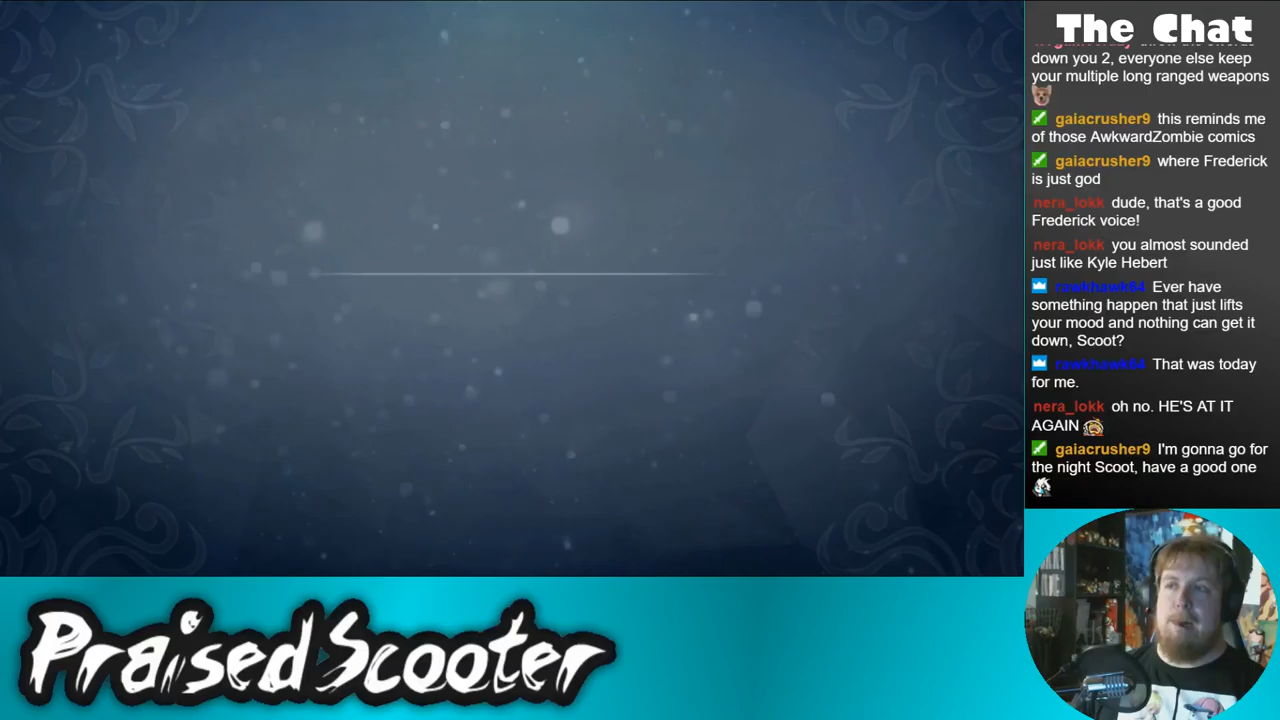 The Chat
down you 2, everyone else keep
your multiple long ranged weapons
gaiacrusher9 this reminds me
of those AwkwardZombie comics
gaiacrusher9 where Frederick
is just god
nera_lokk dude, that's a good
Frederick voice!
nera_lokk you almost sounded
just like Kyle Hebert
rawkhawk64 Ever have
something happen that just lifts
your mood and nothing can get it
down, Scoot?
rawkhawk64 That was today
for me.
nera_lokk oh no. HE'S AT IT
AGAIN
gaiacrusher9 I'm gonna go for
the night Scoot, have a good one
PraisedScooter